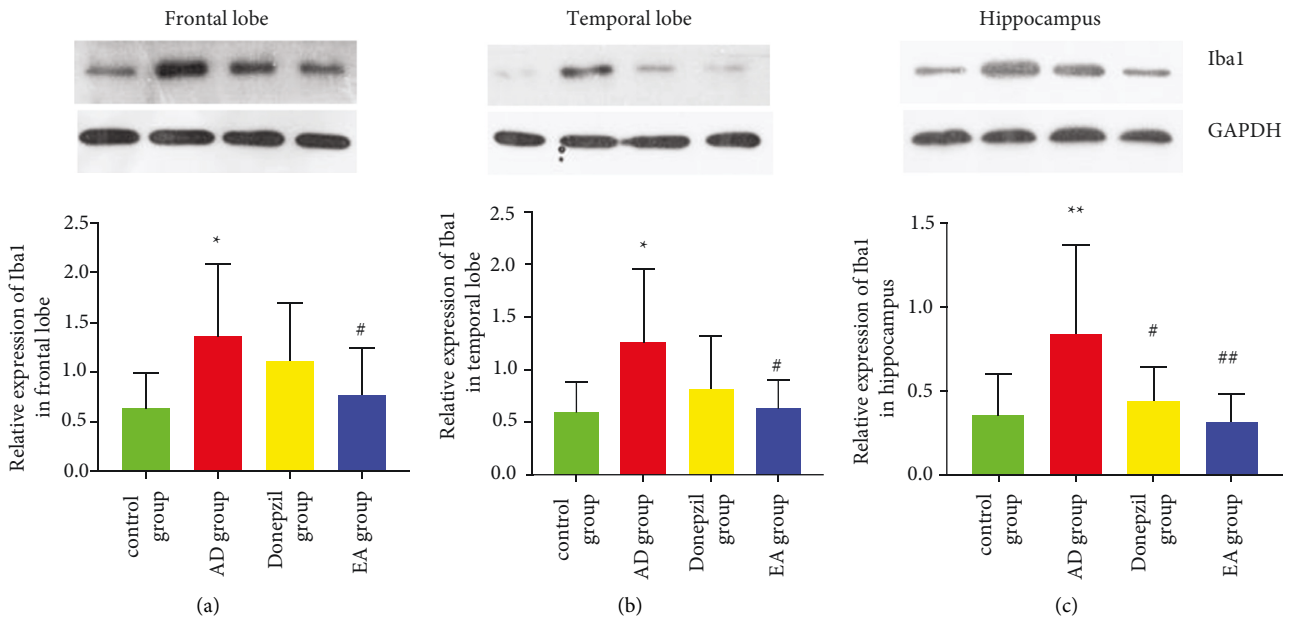 Frontal lobe
Temporal lobe
Hippocampus
Iba1
GAPDH
Relative expression of Iba1
in frontal lobe
2.5
2.0
1.5
1.0
0.5
0.0
*
#
control
group
AD group
Donepzil
group
EA group
(a)
Relative expression of Iba1
in temporal lobe
2.5
2.0
1.5
1.0
0.5
0.0
*
#
control
group
AD group
Donepzil
group
EA group
(b)
Relative expression of Iba1
in hippocampus
1.5
1.0
0.5
0.0
**
#
##
control
group
AD group
Donepzil
group
EA group
(c)